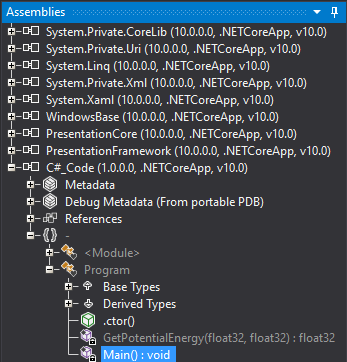 Assemblies
System.Private.CoreLib (10.0.0.0, .NETCoreApp, v10.0)
System.Private.Uri (10.0.0.0, .NETCoreApp, v10.0)
System.Linq (10.0.0.0, .NETCoreApp, v10.0)
System.Private.Xml (10.0.0.0, .NETCoreApp, v10.0)
System.Xaml (10.0.0.0, .NETCoreApp, v10.0)
WindowsBase (10.0.0.0, .NETCoreApp, v10.0)
PresentationCore (10.0.0.0, .NETCoreApp, v10.0)
PresentationFramework (10.0.0.0, .NETCoreApp, v10.0)
C#_Code (1.0.0.0, .NETCoreApp, v10.0)
Metadata
Debug Metadata (From portable PDB)
References
-
<Module>
Program
Base Types
Derived Types
.ctor()
GetPotentialEnergy(float32, float32) : float32
Main() : void